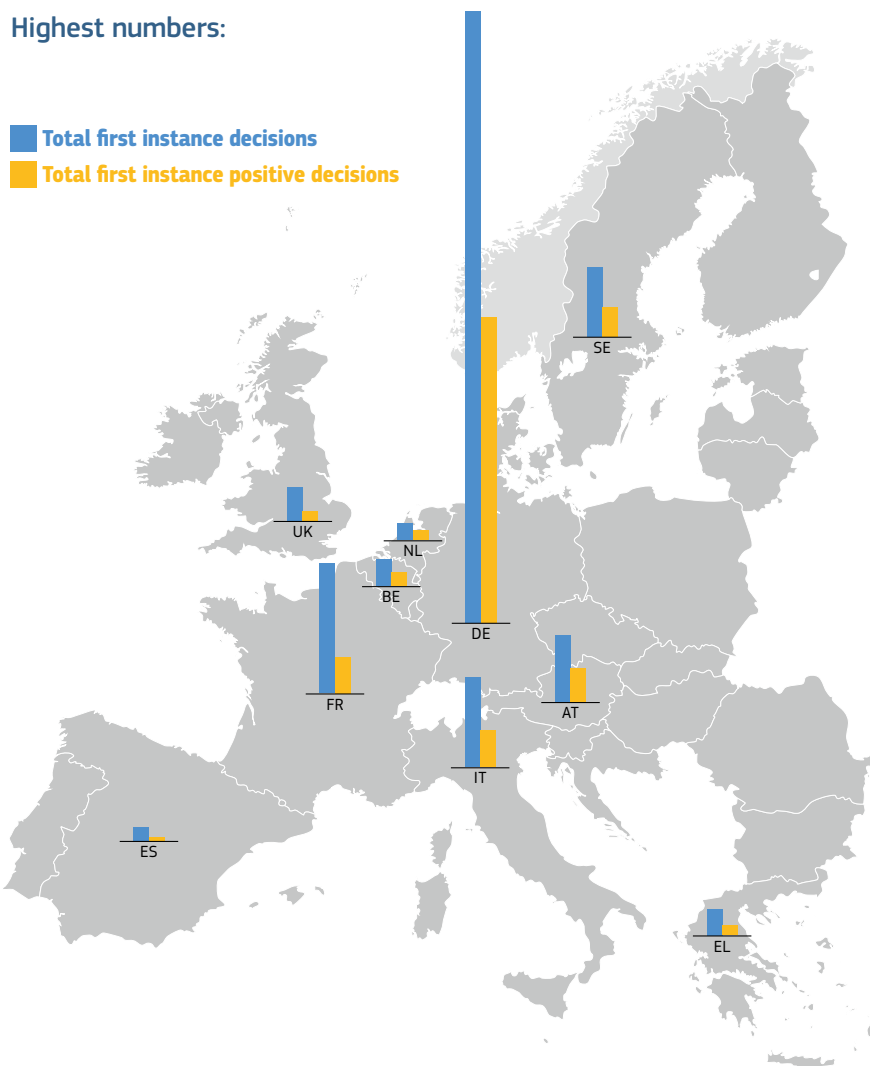 Highest numbers:
Total first instance decisions
Total first instance positive decisions
SE
UK
NL
BE
DE
FR
AT
IT
ES
EL